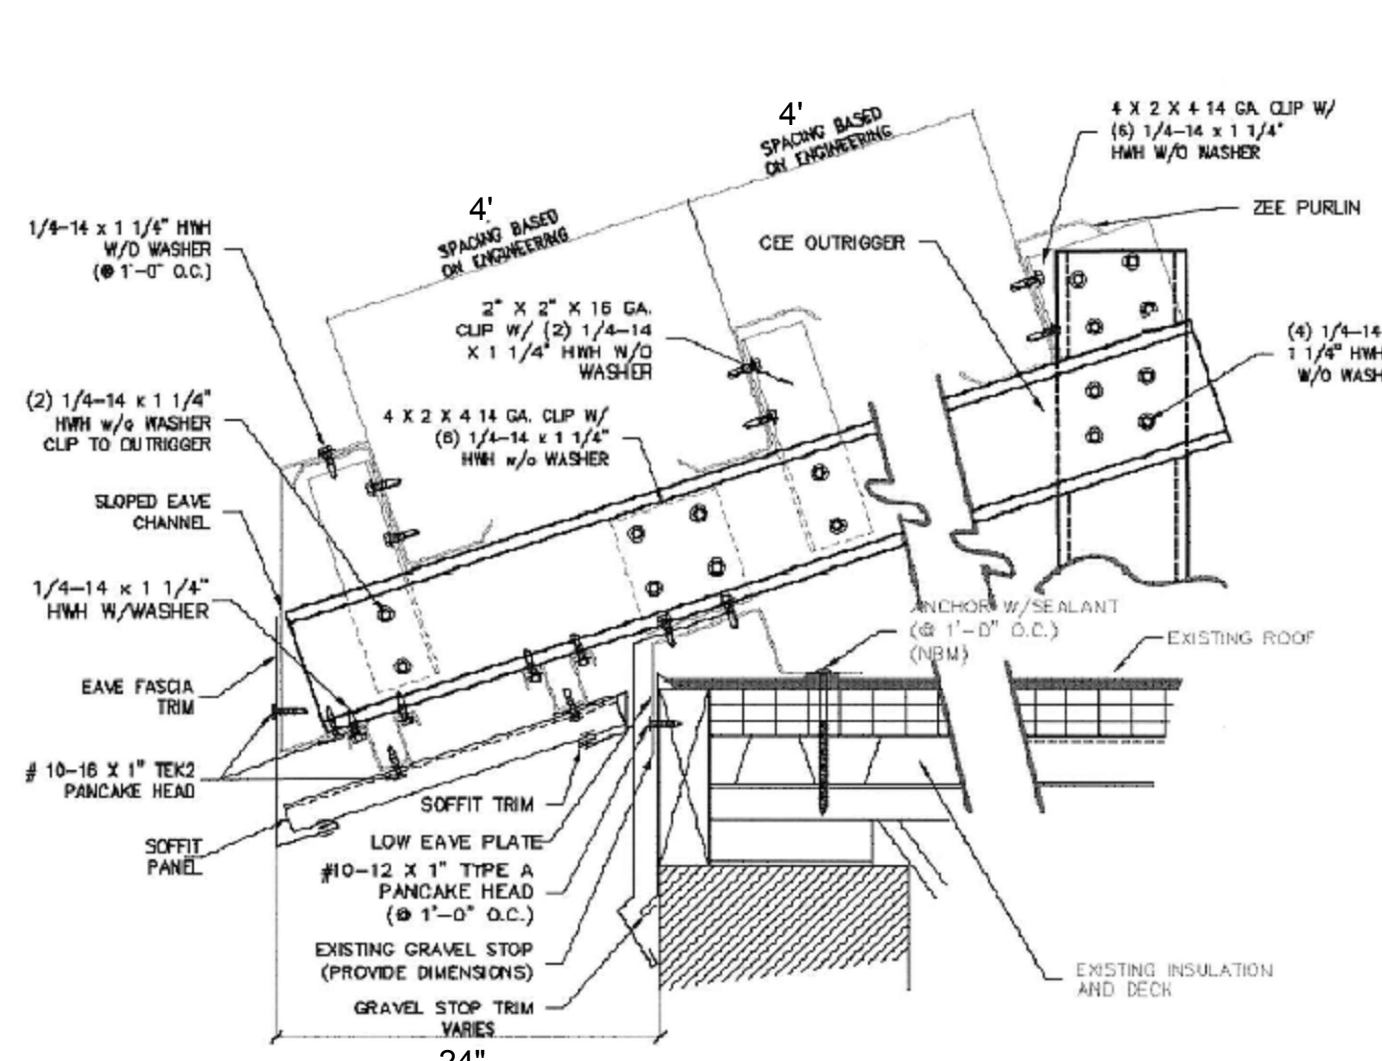 4'
SPACING BASED
ON ENGINEERING
4'
SPACING BASED
ON ENGINEERING
4 X 2 X 4 14 GA. CLIP W/
(6) 1/4-14 x 1 1/4"
HWH W/O WASHER
ZEE PURLIN
CEE OUTRIGGER
1/4-14 x 1 1/4" HWH
W/O WASHER
(@ 1'-0" O.C.)
2" X 2" X 16 GA.
CLIP W/ (2) 1/4-14
X 1 1/4" HWH W/O
WASHER
(4) 1/4-14
1 1/4" HWH
W/O WASH
(2) 1/4-14 x 1 1/4"
HWH w/o WASHER
CLIP TO OUTRIGGER
4 X 2 X 4 14 GA. CLIP W/
(6) 1/4-14 x 1 1/4"
HWH w/o WASHER
SLOPED EAVE
CHANNEL
1/4-14 x 1 1/4"
HWH W/WASHER
ANCHOR W/SEALANT
(@ 1'-0" O.C.)
(NBM)
EXISTING ROOF
EAVE FASCIA
TRIM
# 10-16 X 1" TEK2
PANCAKE HEAD
SOFFIT
PANEL
SOFFIT TRIM
LOW EAVE PLATE
#10-12 X 1" TYPE A
PANCAKE HEAD
(@ 1'-0" O.C.)
EXISTING GRAVEL STOP
(PROVIDE DIMENSIONS)
GRAVEL STOP TRIM
EXISTING INSULATION
AND DECK
VARIES
24"